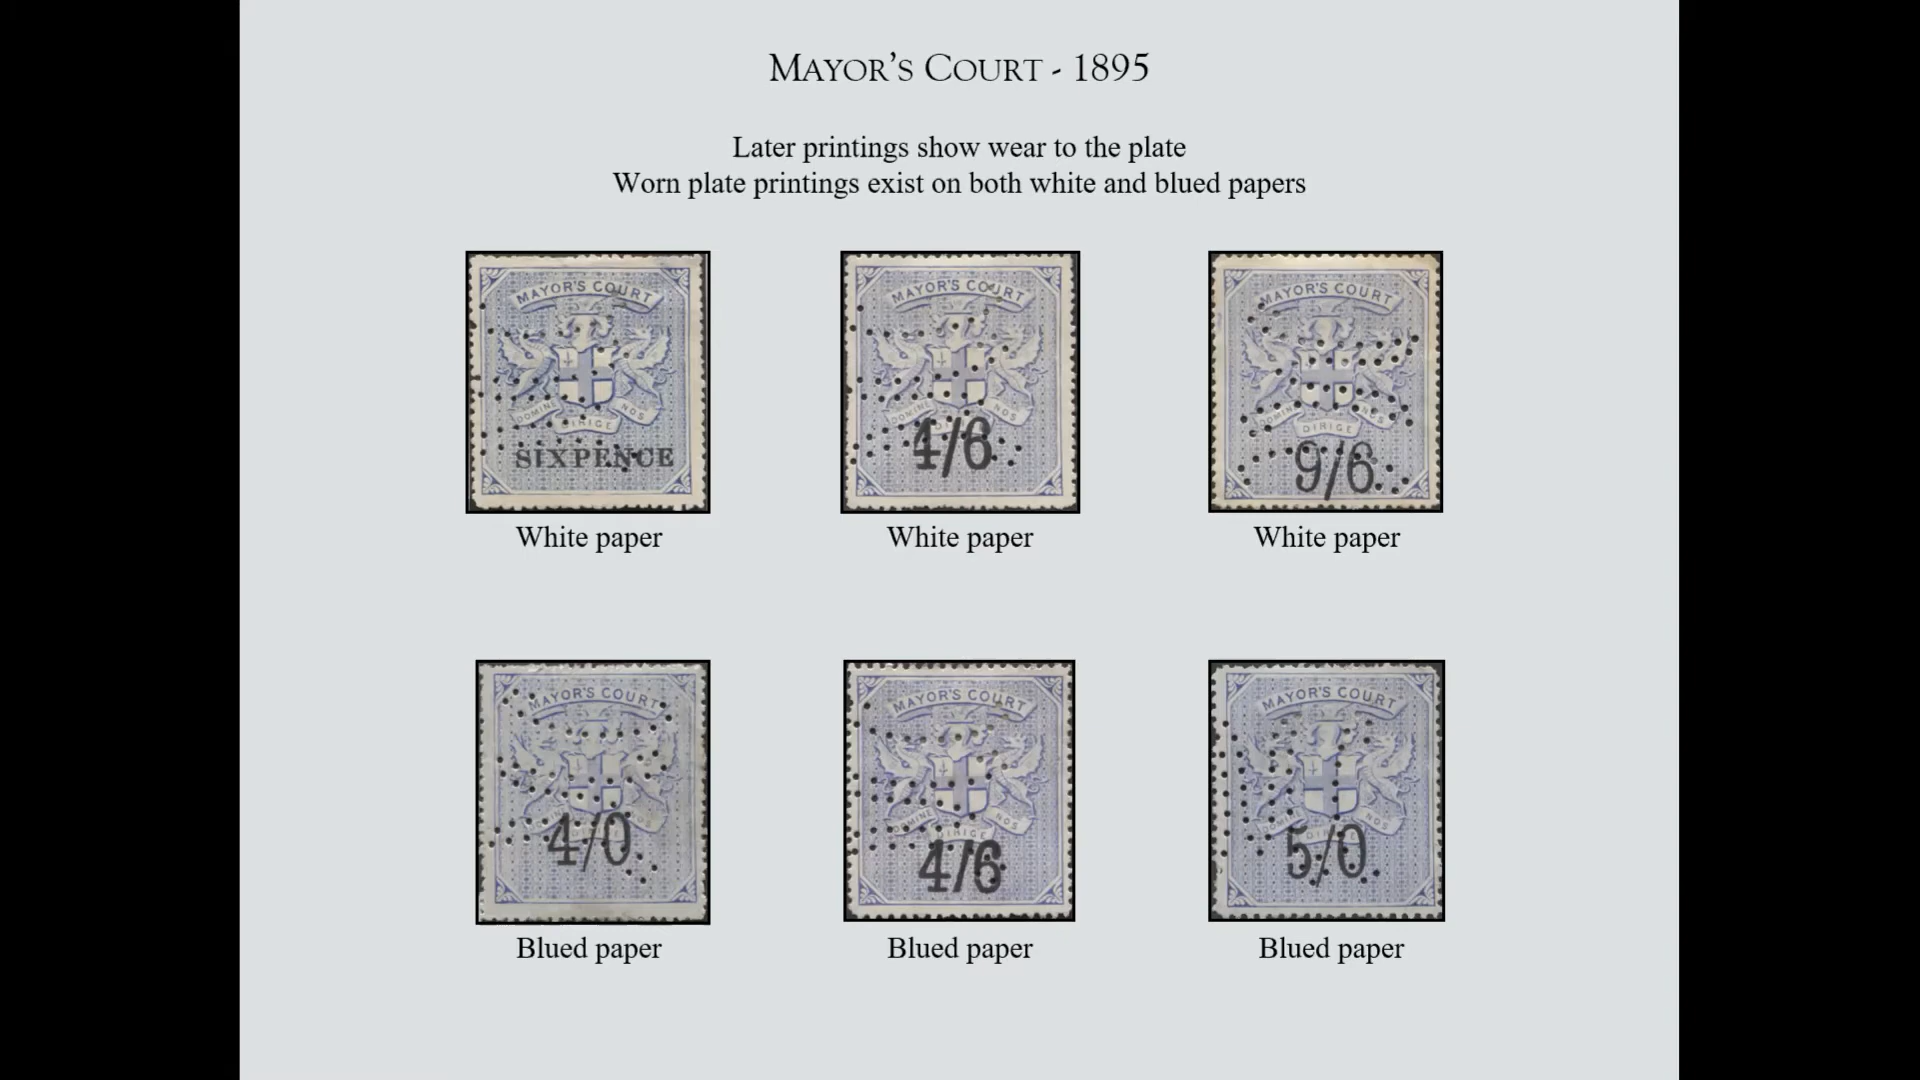 MAYOR'S COURT - 1895
Later printings show wear to the plate
Worn plate printings exist on both white and blued papers
MAYOR'S COURT
DOMINE DIRIGE NOS
SIXPENCE
White paper
MAYOR'S COURT
DOMINE NOS
4/6
White paper
MAYOR'S COURT
DIRIGE
9/6
White paper
MAYOR'S COURT
4/0
Blued paper
MAYOR'S COURT
DOMINE DIRIGE NOS
4/6
Blued paper
MAYOR'S COURT
NOS
5/0
Blued paper